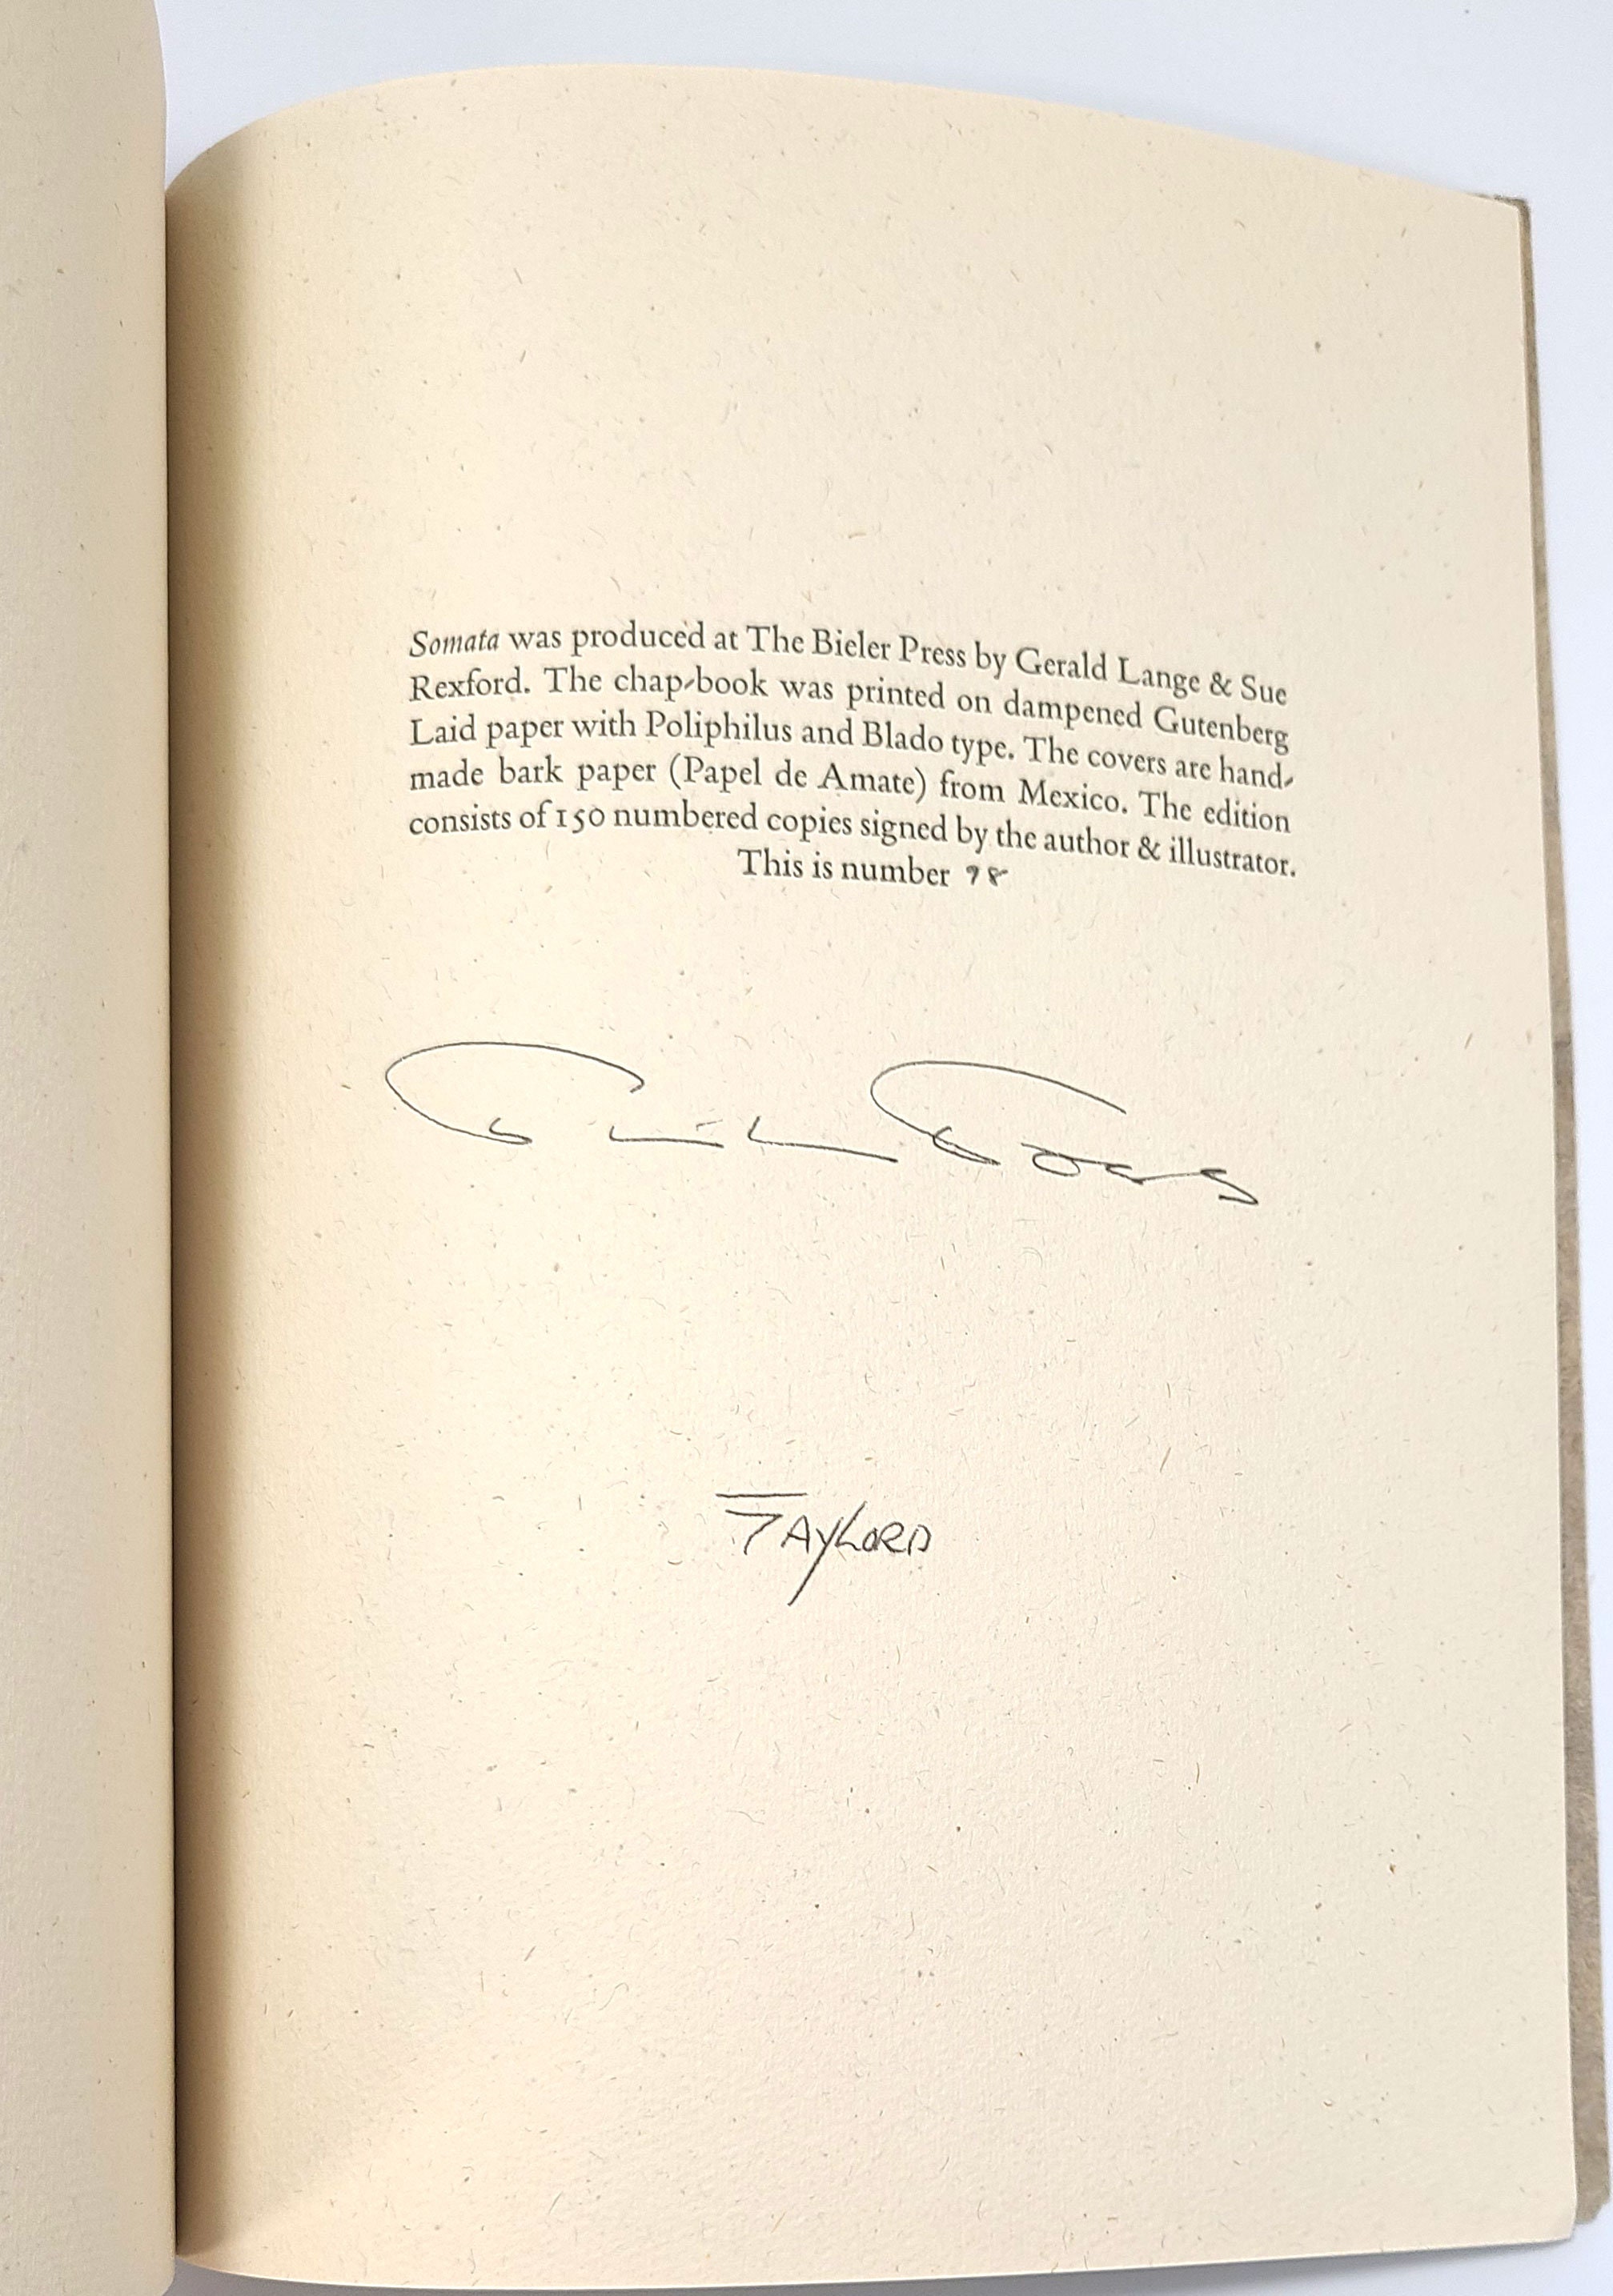 Somata was produced at The Bieler Press by Gerald Lange & Sue
Rexford. The chap-book was printed on dampened Gutenberg
Laid paper with Poliphilus and Blado type. The covers are hand-
made bark paper (Papel de Amate) from Mexico. The edition
consists of 150 numbered copies signed by the author & illustrator.
This is number 98